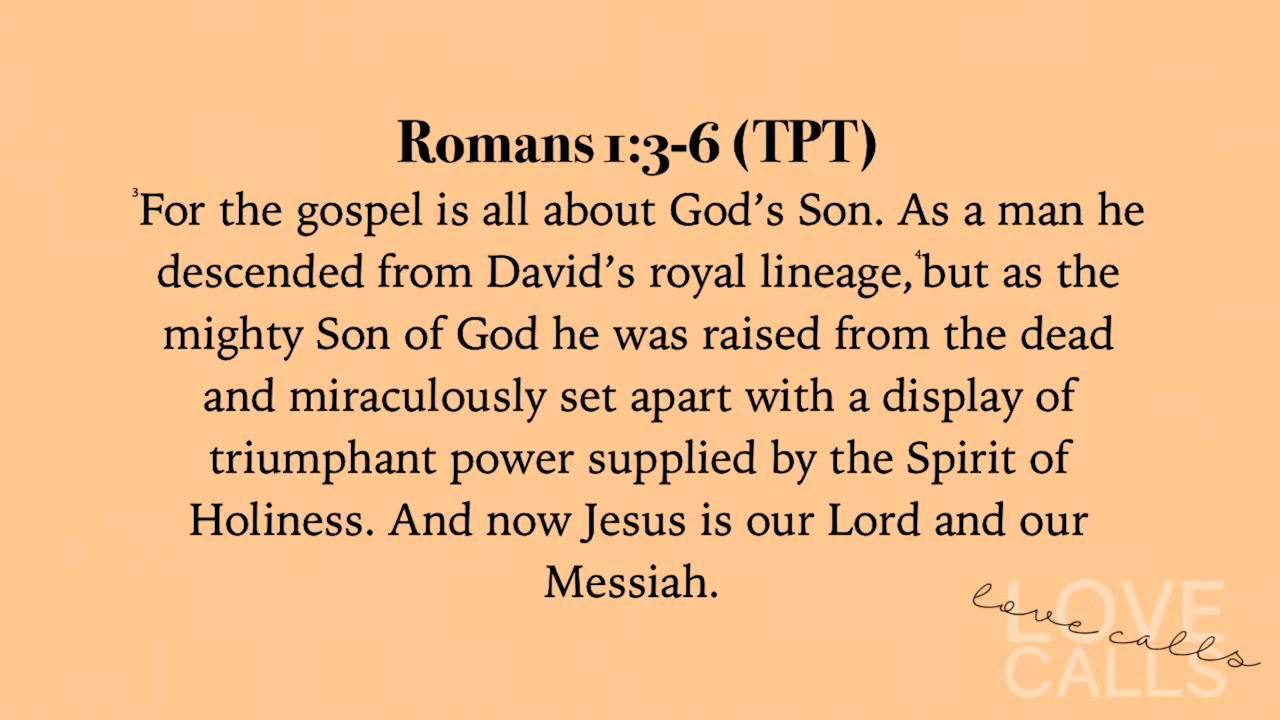 Romans 1:3-6 (TPT)
³For the gospel is all about God’s Son. As a man he
descended from David’s royal lineage,⁴but as the
mighty Son of God he was raised from the dead
and miraculously set apart with a display of
triumphant power supplied by the Spirit of
Holiness. And now Jesus is our Lord and our
Messiah.
LOVE
love calls
CALLS